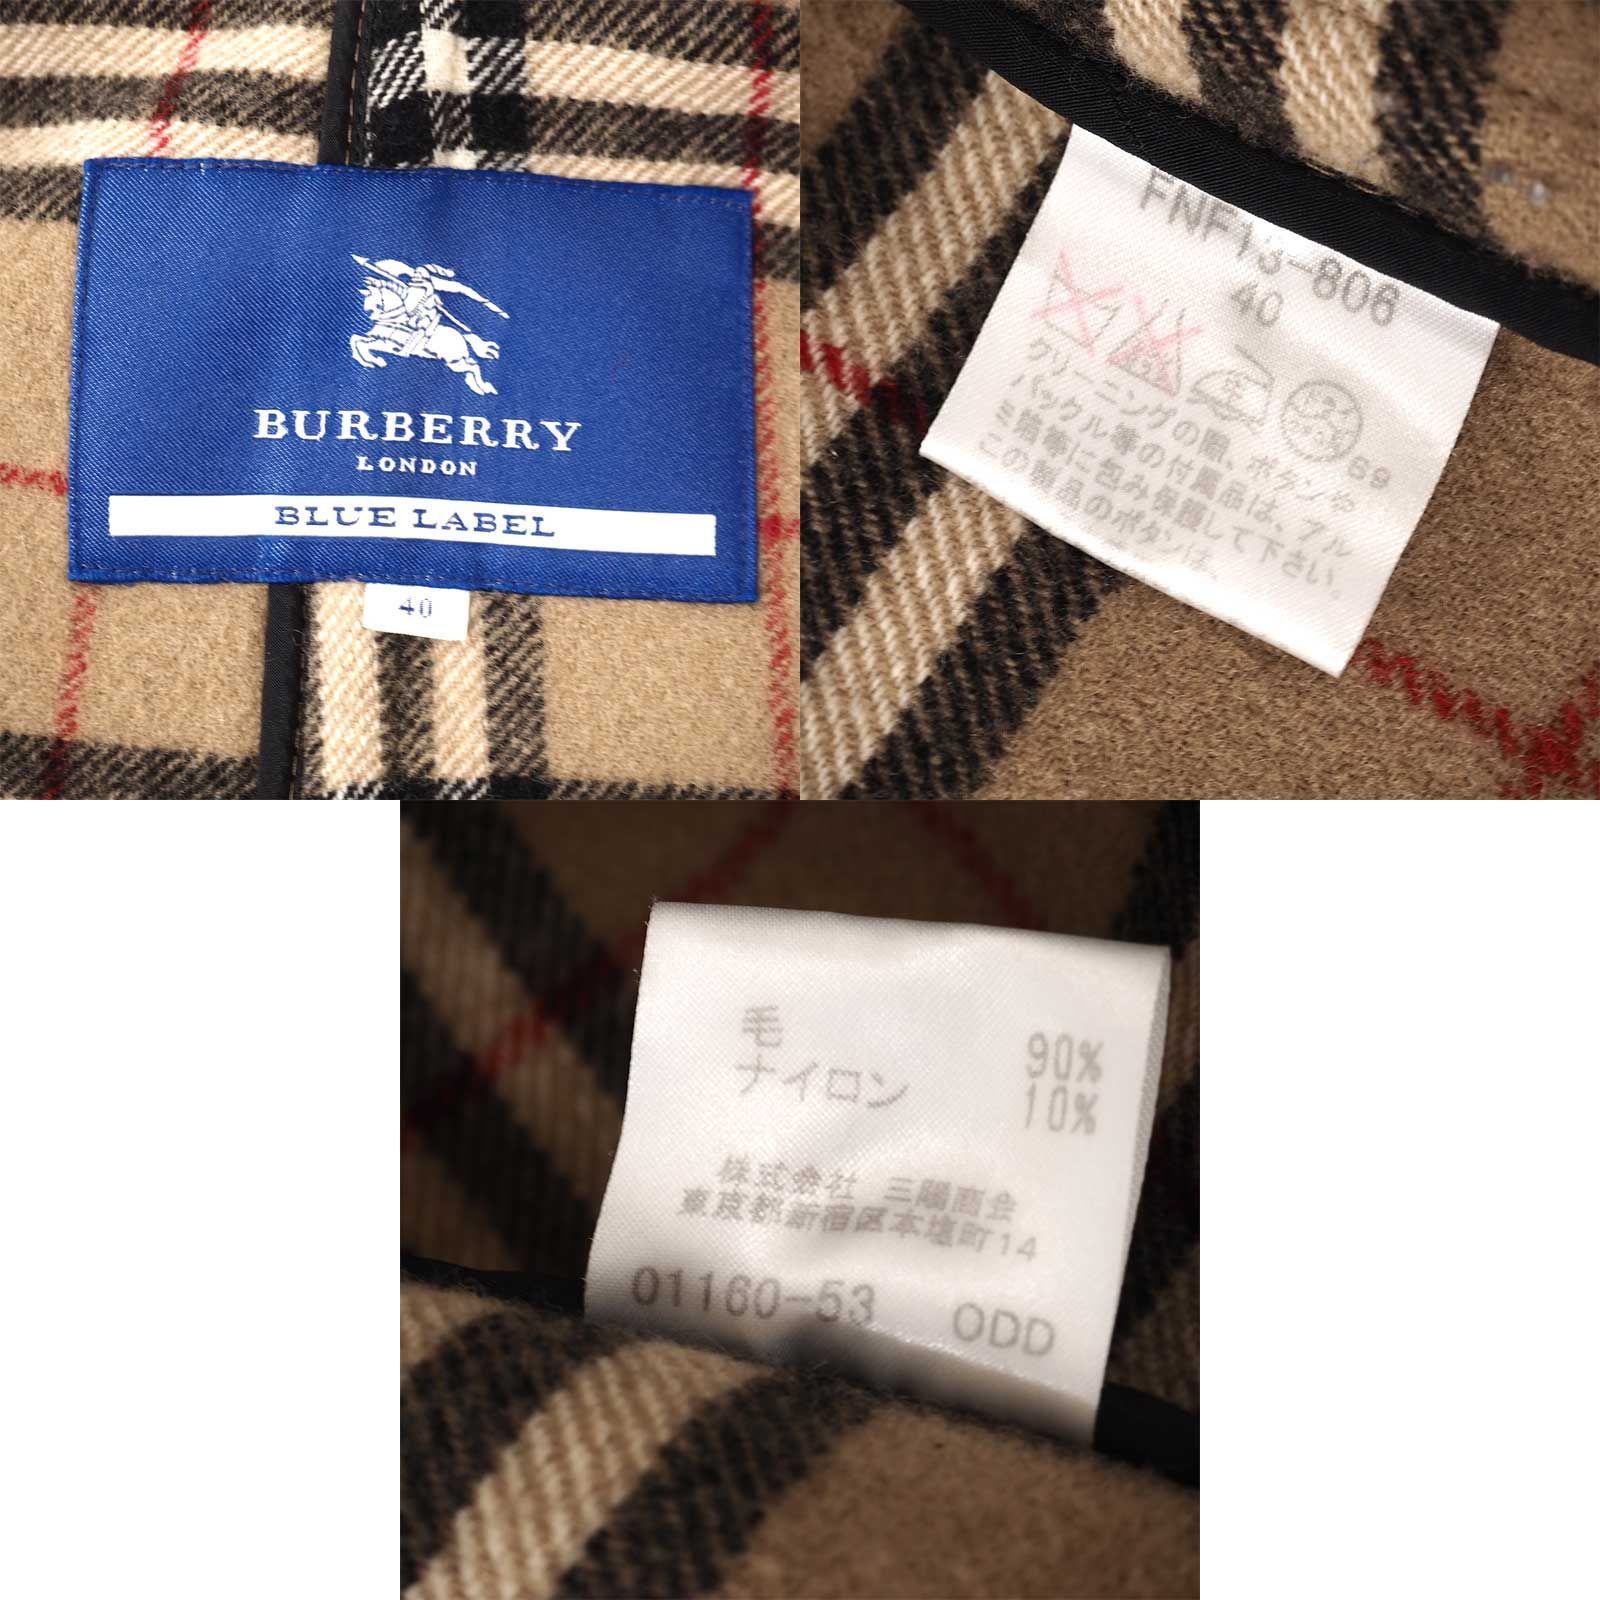 BURBERRY
LONDON
BLUE LABEL
40
FNF13-806
40
69
クリーニングの際、ボタンや
バックル等の付属品は、アル
ミ箔等に包み保護して下さい。
この製品のボタンは、
毛 90%
ナイロン 10%
株式会社 三陽商会
東京都新宿区本塩町14
01160-53 ODD